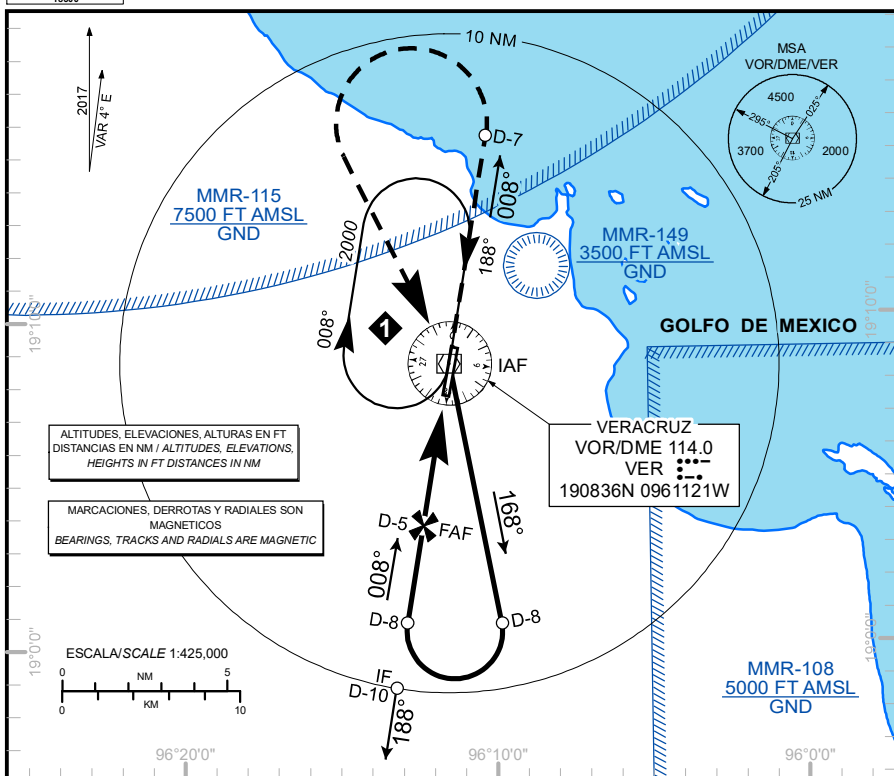 10 NM
MSA
VOR/DME/VER
4500
025°
295°
3700
2000
205°
25 NM
2017
VAR 4° E
D-7
008°
MMR-115
7500 FT AMSL
GND
2000
188°
MMR-149
3500 FT AMSL
GND
19°10'0"
19°10'0"
008°
1
GOLFO DE MEXICO
27
9
IAF
VERACRUZ
VOR/DME 114.0
VER
190836N 0961121W
ALTITUDES, ELEVACIONES, ALTURAS EN FT
DISTANCIAS EN NM / ALTITUDES, ELEVATIONS,
HEIGHTS IN FT DISTANCES IN NM
MARCACIONES, DERROTAS Y RADIALES SON
MAGNETICOS
BEARINGS, TRACKS AND RADIALS ARE MAGNETIC
168°
D-5
FAF
008°
D-8
D-8
19°0'0"
19°0'0"
ESCALA/SCALE 1:425,000
0 NM 5
0 KM 10
IF
D-10
188°
MMR-108
5000 FT AMSL
GND
96°20'0"
96°10'0"
96°0'0"